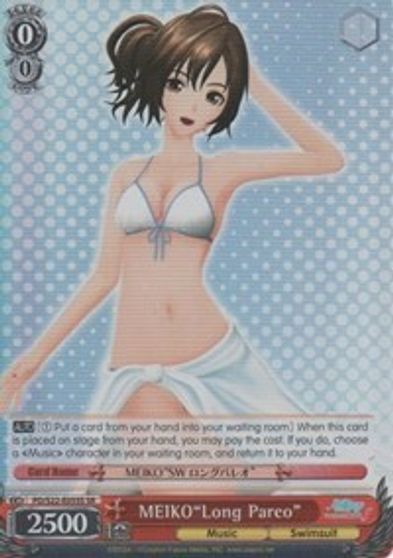 0
0
AUTO [① Put a card from your hand into your waiting room] When this card
is placed on stage from your hand, you may pay the cost. If you do, choose
a <<Music>> character in your waiting room, and return it to your hand.
Card Name MEIKO"SW ロングパレオ"
MEIKO"Long Pareo"
2500
Music Swimsuit